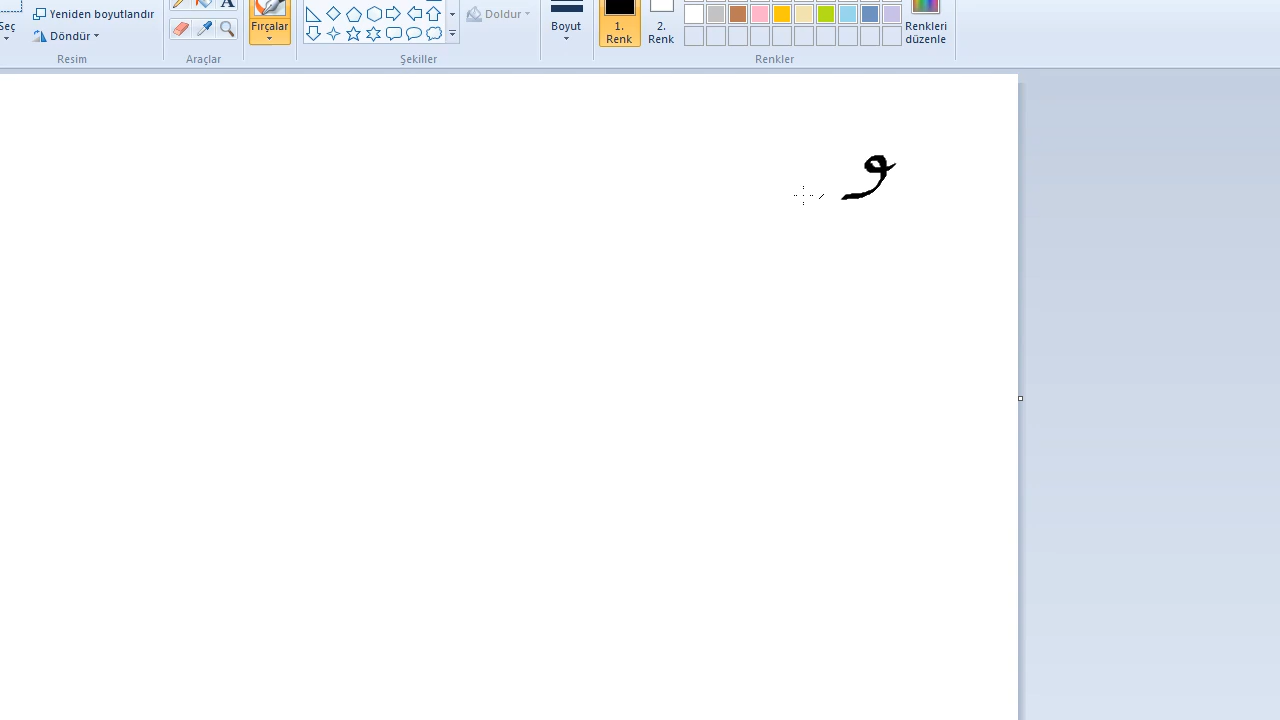 Seç Yeniden boyutlandır Fırçalar Doldur Boyut 1. 2. Renkleri
Döndür Renk Renk düzenle
Resim Araçlar Şekiller Renkler
و